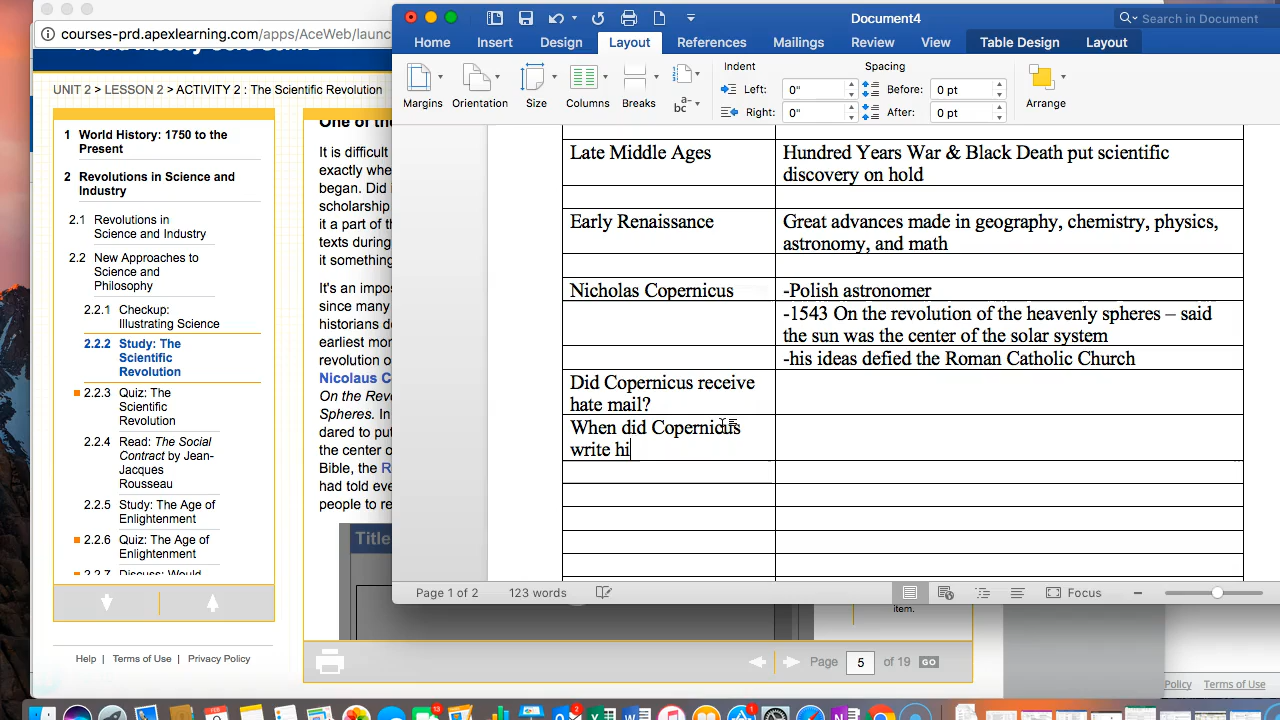 Document4
Search in Document
courses-prd.apexlearning.com/apps/AceWeb/launc
Home Insert Design Layout References Mailings Review View Table Design Layout
Margins Orientation Size Columns Breaks
Indent
Left: 0"
Right: 0"
Spacing
Before: 0 pt
After: 0 pt
Arrange
UNIT 2 > LESSON 2 > ACTIVITY 2 : The Scientific Revolution
1 World History: 1750 to the
Present
2 Revolutions in Science and
Industry
2.1 Revolutions in
Science and Industry
2.2 New Approaches to
Science and
Philosophy
2.2.1 Checkup:
Illustrating Science
2.2.2 Study: The
Scientific
Revolution
2.2.3 Quiz: The
Scientific
Revolution
2.2.4 Read: The Social
Contract by Jean-
Jacques
Rousseau
2.2.5 Study: The Age of
Enlightenment
2.2.6 Quiz: The Age of
Enlightenment
2.2.7 Discuss: Would
Help | Terms of Use | Privacy Policy
One of the
It is difficult
exactly whe
began. Did
scholarship
it a part of t
texts during
it somethin
It's an impo
since many
historians d
earliest mor
revolution o
Nicolaus C
On the Rev
Spheres. In
dared to put
the center o
Bible, the R
had told eve
people to re
Title
Late Middle Ages
Hundred Years War & Black Death put scientific
discovery on hold
Early Renaissance
Great advances made in geography, chemistry, physics,
astronomy, and math
Nicholas Copernicus
-Polish astronomer
-1543 On the revolution of the heavenly spheres – said
the sun was the center of the solar system
-his ideas defied the Roman Catholic Church
Did Copernicus receive
hate mail?
When did Copernicus
write hi
Page 1 of 2 123 words
Focus
item.
Page 5 of 19 GO
Policy Terms of Use